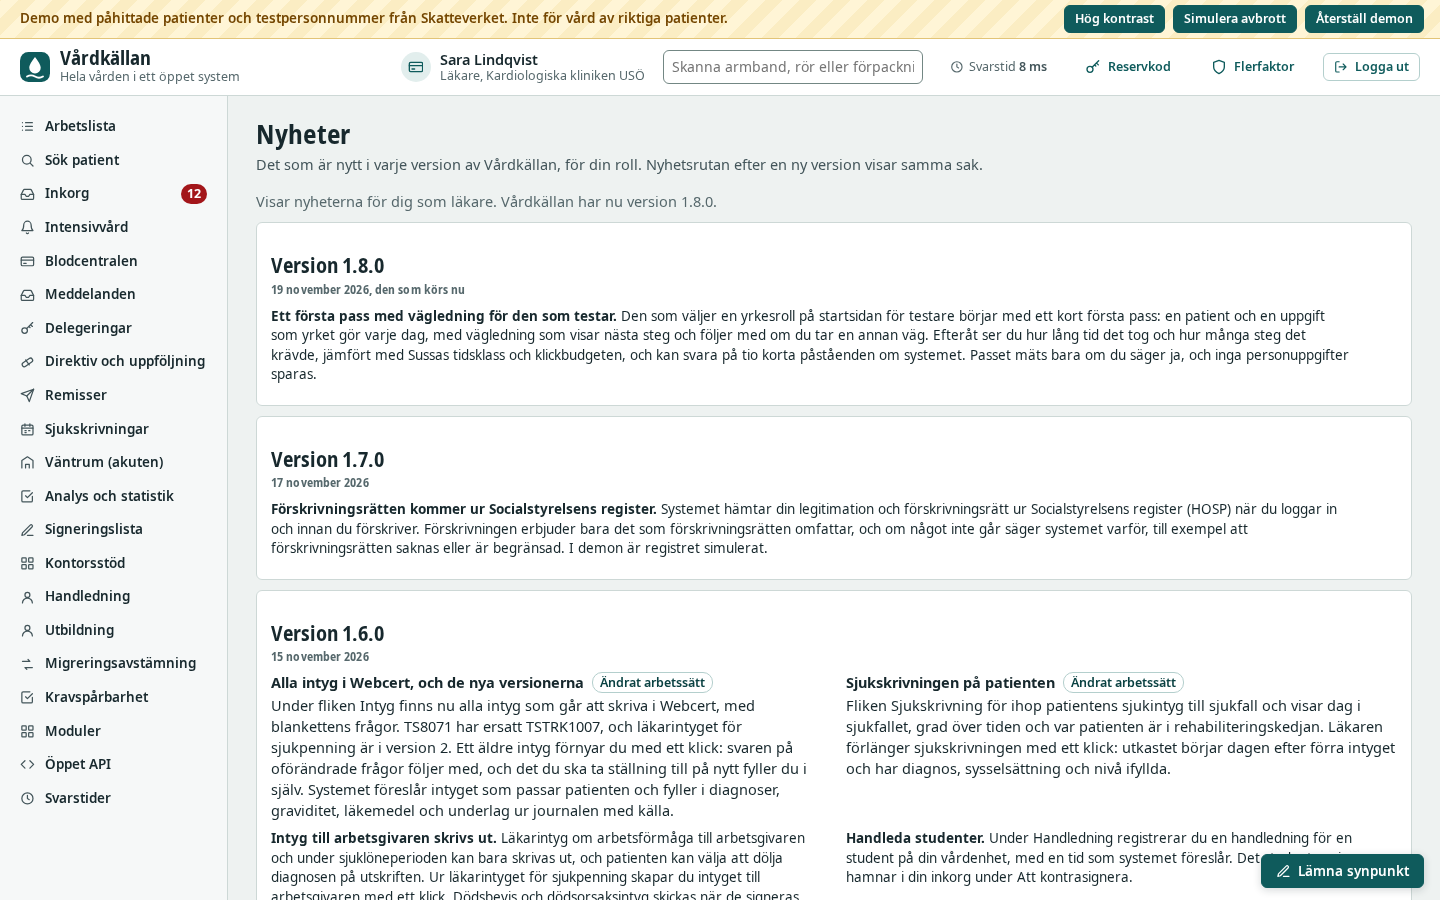 Demo med påhittade patienter och testpersonnummer från Skatteverket. Inte för vård av riktiga patienter.
Hög kontrast
Simulera avbrott
Återställ demon
Vårdkällan
Hela vården i ett öppet system
Sara Lindqvist
Läkare, Kardiologiska kliniken USÖ
Skanna armband, rör eller förpackni
Svarstid 8 ms
Reservkod
Flerfaktor
Logga ut
Arbetslista
Sök patient
Inkorg
12
Intensivvård
Blodcentralen
Meddelanden
Delegeringar
Direktiv och uppföljning
Remisser
Sjukskrivningar
Väntrum (akuten)
Analys och statistik
Signeringslista
Kontorsstöd
Handledning
Utbildning
Migreringsavstämning
Kravspårbarhet
Moduler
Öppet API
Svarstider
Nyheter
Det som är nytt i varje version av Vårdkällan, för din roll. Nyhetsrutan efter en ny version visar samma sak.
Visar nyheterna för dig som läkare. Vårdkällan har nu version 1.8.0.
Version 1.8.0
19 november 2026, den som körs nu
Ett första pass med vägledning för den som testar. Den som väljer en yrkesroll på startsidan för testare börjar med ett kort första pass: en patient och en uppgift
som yrket gör varje dag, med vägledning som visar nästa steg och följer med om du tar en annan väg. Efteråt ser du hur lång tid det tog och hur många steg det
krävde, jämfört med Sussas tidsklass och klickbudgeten, och kan svara på tio korta påståenden om systemet. Passet mäts bara om du säger ja, och inga personuppgifter
sparas.
Version 1.7.0
17 november 2026
Förskrivningsrätten kommer ur Socialstyrelsens register. Systemet hämtar din legitimation och förskrivningsrätt ur Socialstyrelsens register (HOSP) när du loggar in
och innan du förskriver. Förskrivningen erbjuder bara det som förskrivningsrätten omfattar, och om något inte går säger systemet varför, till exempel att
förskrivningsrätten saknas eller är begränsad. I demon är registret simulerat.
Version 1.6.0
15 november 2026
Alla intyg i Webcert, och de nya versionerna
Ändrat arbetssätt
Under fliken Intyg finns nu alla intyg som går att skriva i Webcert, med
blankettens frågor. TS8071 har ersatt TSTRK1007, och läkarintyget för
sjukpenning är i version 2. Ett äldre intyg förnyar du med ett klick: svaren på
oförändrade frågor följer med, och det du ska ta ställning till på nytt fyller du i
själv. Systemet föreslår intyget som passar patienten och fyller i diagnoser,
graviditet, läkemedel och underlag ur journalen med källa.
Sjukskrivningen på patienten
Ändrat arbetssätt
Fliken Sjukskrivning för ihop patientens sjukintyg till sjukfall och visar dag i
sjukfallet, grad över tiden och var patienten är i rehabiliteringskedjan. Läkaren
förlänger sjukskrivningen med ett klick: utkastet börjar dagen efter förra intyget
och har diagnos, sysselsättning och nivå ifyllda.
Intyg till arbetsgivaren skrivs ut. Läkarintyg om arbetsförmåga till arbetsgivaren
och under sjuklöneperioden kan bara skrivas ut, och patienten kan välja att dölja
diagnosen på utskriften. Ur läkarintyget för sjukpenning skapar du intyget till
arbetsgivaren med ett klick. Dödsbevis och dödsorsaksintyg skickas när de signeras.
Handleda studenter. Under Handledning registrerar du en handledning för en
student på din vårdenhet, med en tid som systemet föreslår. Det
hamnar i din inkorg under Att kontrasignera.
Lämna synpunkt